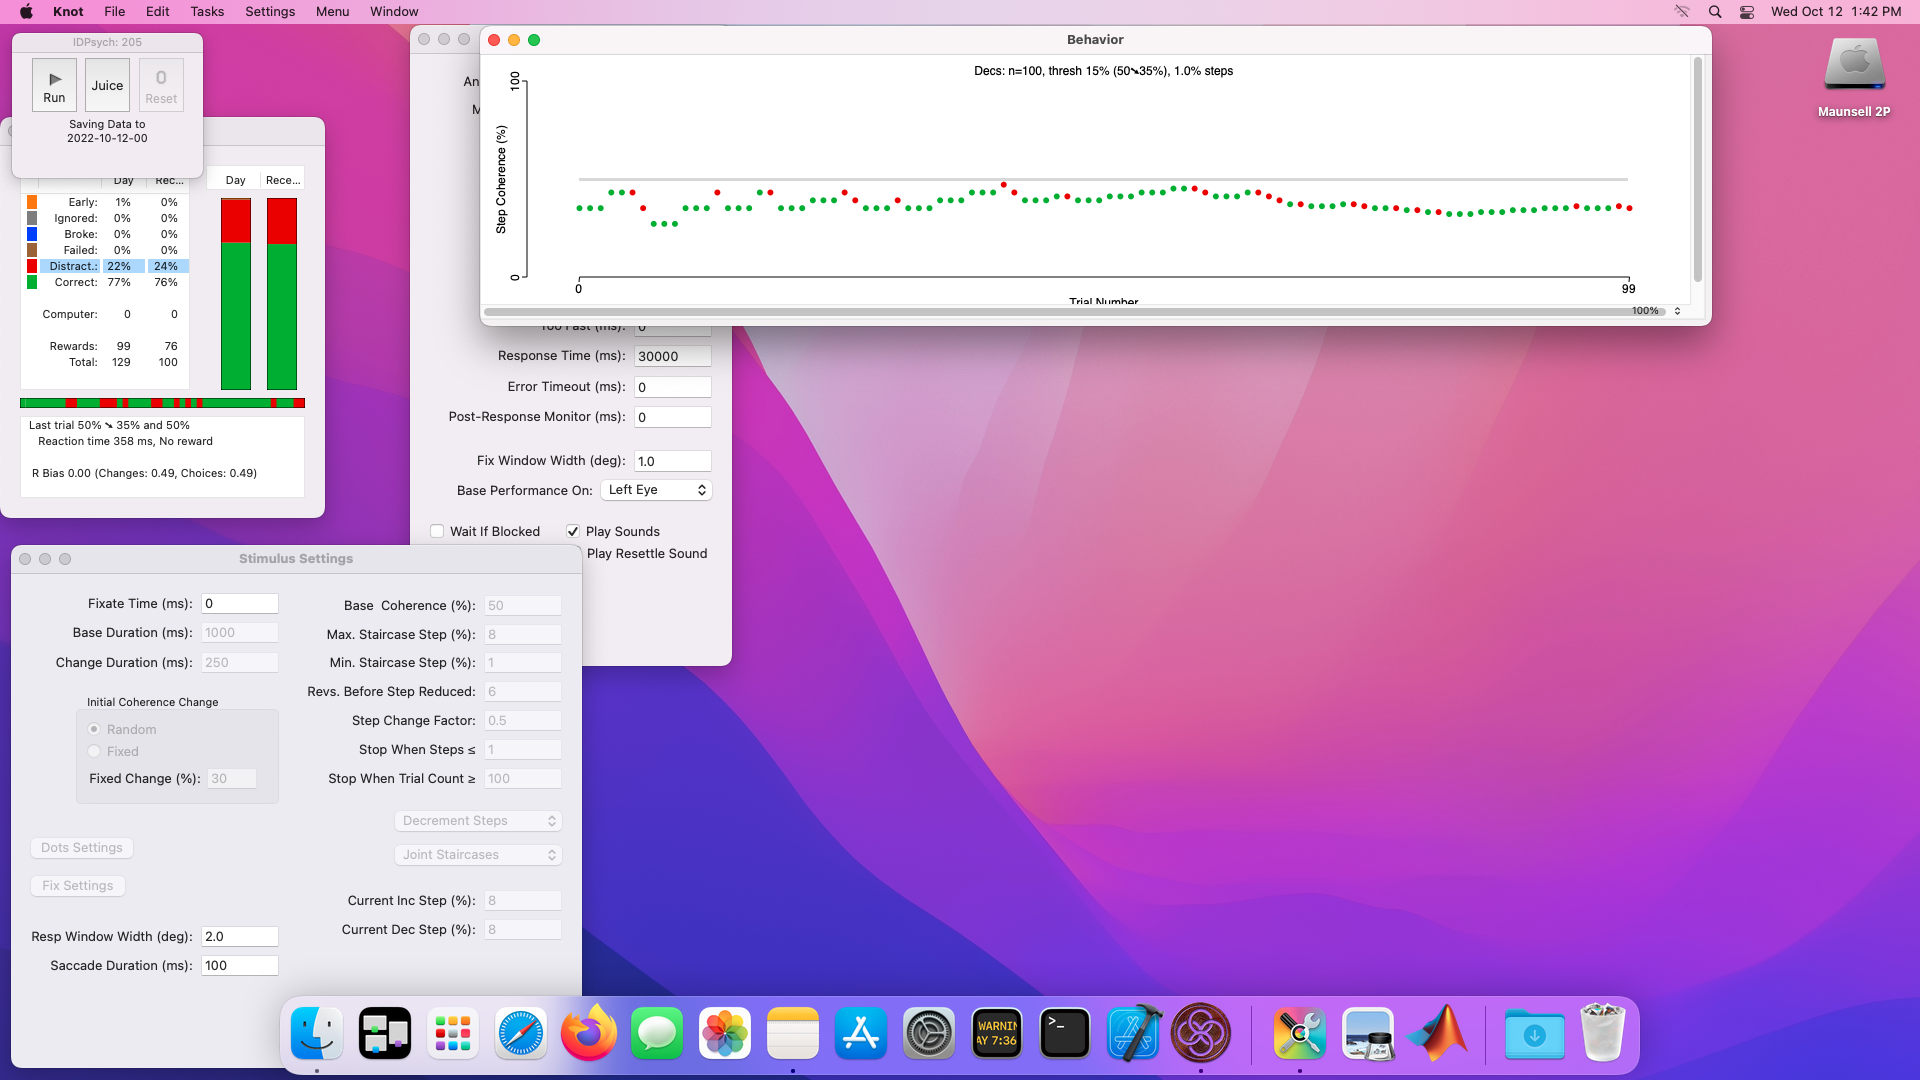 Knot File Edit Tasks Settings Menu Window
Wed Oct 12 1:42 PM
IDPsych: 205
Run
Juice
0
Reset
Saving Data to
2022-10-12-00
Day Rec...
Day Rece...
Early: 1% 0%
Ignored: 0% 0%
Broke: 0% 0%
Failed: 0% 0%
Distract.: 22% 24%
Correct: 77% 76%
Computer: 0 0
Rewards: 99 76
Total: 129 100
Last trial 50% ➘ 35% and 50%
Reaction time 358 ms, No reward
R Bias 0.00 (Changes: 0.49, Choices: 0.49)
An
M
Behavior
Decs: n=100, thresh 15% (50➘35%), 1.0% steps
Step Coherence (%)
100
0
0
99
Trial Number
100%
Too Fast (ms): 0
Response Time (ms): 30000
Error Timeout (ms): 0
Post-Response Monitor (ms): 0
Fix Window Width (deg): 1.0
Base Performance On: Left Eye
Wait If Blocked
Play Sounds
Play Resettle Sound
Stimulus Settings
Fixate Time (ms): 0
Base Duration (ms): 1000
Change Duration (ms): 250
Initial Coherence Change
Random
Fixed
Fixed Change (%): 30
Dots Settings
Fix Settings
Resp Window Width (deg): 2.0
Saccade Duration (ms): 100
Base Coherence (%): 50
Max. Staircase Step (%): 8
Min. Staircase Step (%): 1
Revs. Before Step Reduced: 6
Step Change Factor: 0.5
Stop When Steps ≤ 1
Stop When Trial Count ≥ 100
Decrement Steps
Joint Staircases
Current Inc Step (%): 8
Current Dec Step (%): 8
Maunsell 2P
WARNIN
AY 7:36
>_